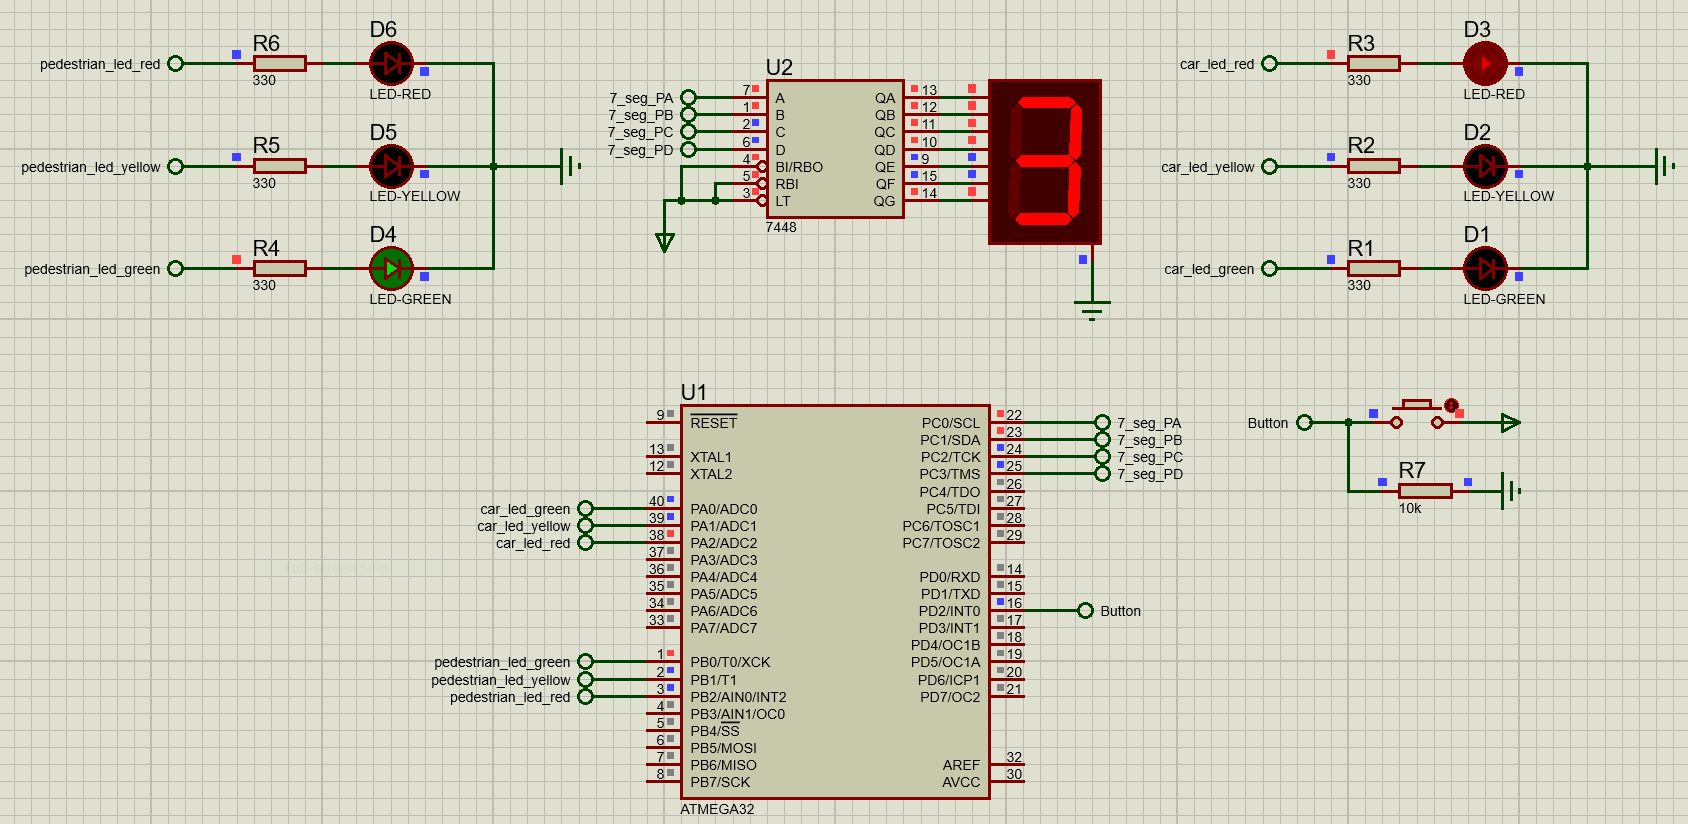 D6
R6
pedestrian_led_red
330
LED-RED
D5
R5
pedestrian_led_yellow
330
LED-YELLOW
D4
R4
pedestrian_led_green
330
LED-GREEN
U2
7_seg_PA 7 A QA 13
7_seg_PB 1 B QB 12
7_seg_PC 2 C QC 11
7_seg_PD 6 D QD 10
4 BI/RBO QE 9
5 RBI QF 15
3 LT QG 14
7448
D3
R3
car_led_red
330
LED-RED
D2
R2
car_led_yellow
330
LED-YELLOW
D1
R1
car_led_green
330
LED-GREEN
U1
9 RESET PC0/SCL 22 7_seg_PA
PC1/SDA 23 7_seg_PB
13 XTAL1 PC2/TCK 24 7_seg_PC
12 XTAL2 PC3/TMS 25 7_seg_PD
PC4/TDO 26
car_led_green 40 PA0/ADC0 PC5/TDI 27
car_led_yellow 39 PA1/ADC1 PC6/TOSC1 28
car_led_red 38 PA2/ADC2 PC7/TOSC2 29
37 PA3/ADC3
36 PA4/ADC4 PD0/RXD 14
35 PA5/ADC5 PD1/TXD 15
34 PA6/ADC6 PD2/INT0 16 Button
33 PA7/ADC7 PD3/INT1 17
PD4/OC1B 18
pedestrian_led_green 1 PB0/T0/XCK PD5/OC1A 19
pedestrian_led_yellow 2 PB1/T1 PD6/ICP1 20
pedestrian_led_red 3 PB2/AIN0/INT2 PD7/OC2 21
4 PB3/AIN1/OC0
5 PB4/SS
6 PB5/MOSI
7 PB6/MISO AREF 32
8 PB7/SCK AVCC 30
ATMEGA32
Button
R7
10k